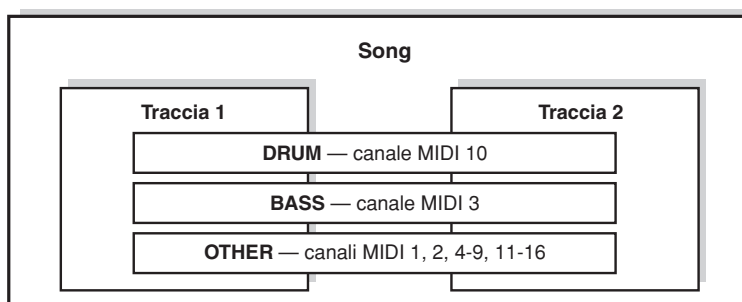 Song
Traccia 1
Traccia 2
DRUM — canale MIDI 10
BASS — canale MIDI 3
OTHER — canali MIDI 1, 2, 4-9, 11-16